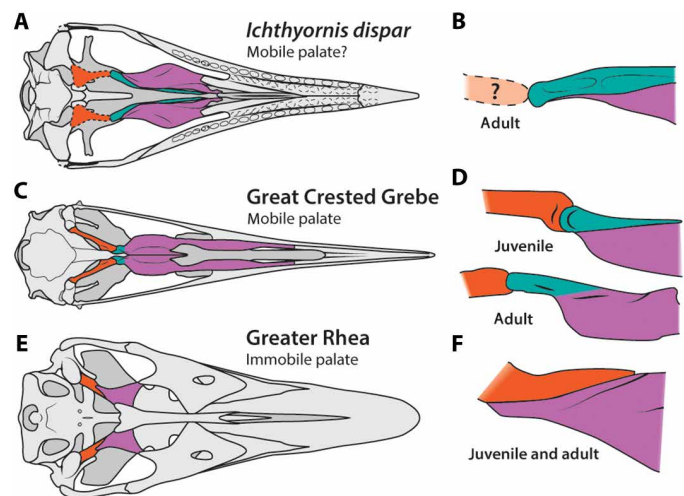 A
Ichthyornis dispar
Mobile palate?
B
?
Adult
C
Great Crested Grebe
Mobile palate
D
Juvenile
Adult
E
Greater Rhea
Immobile palate
F
Juvenile and adult